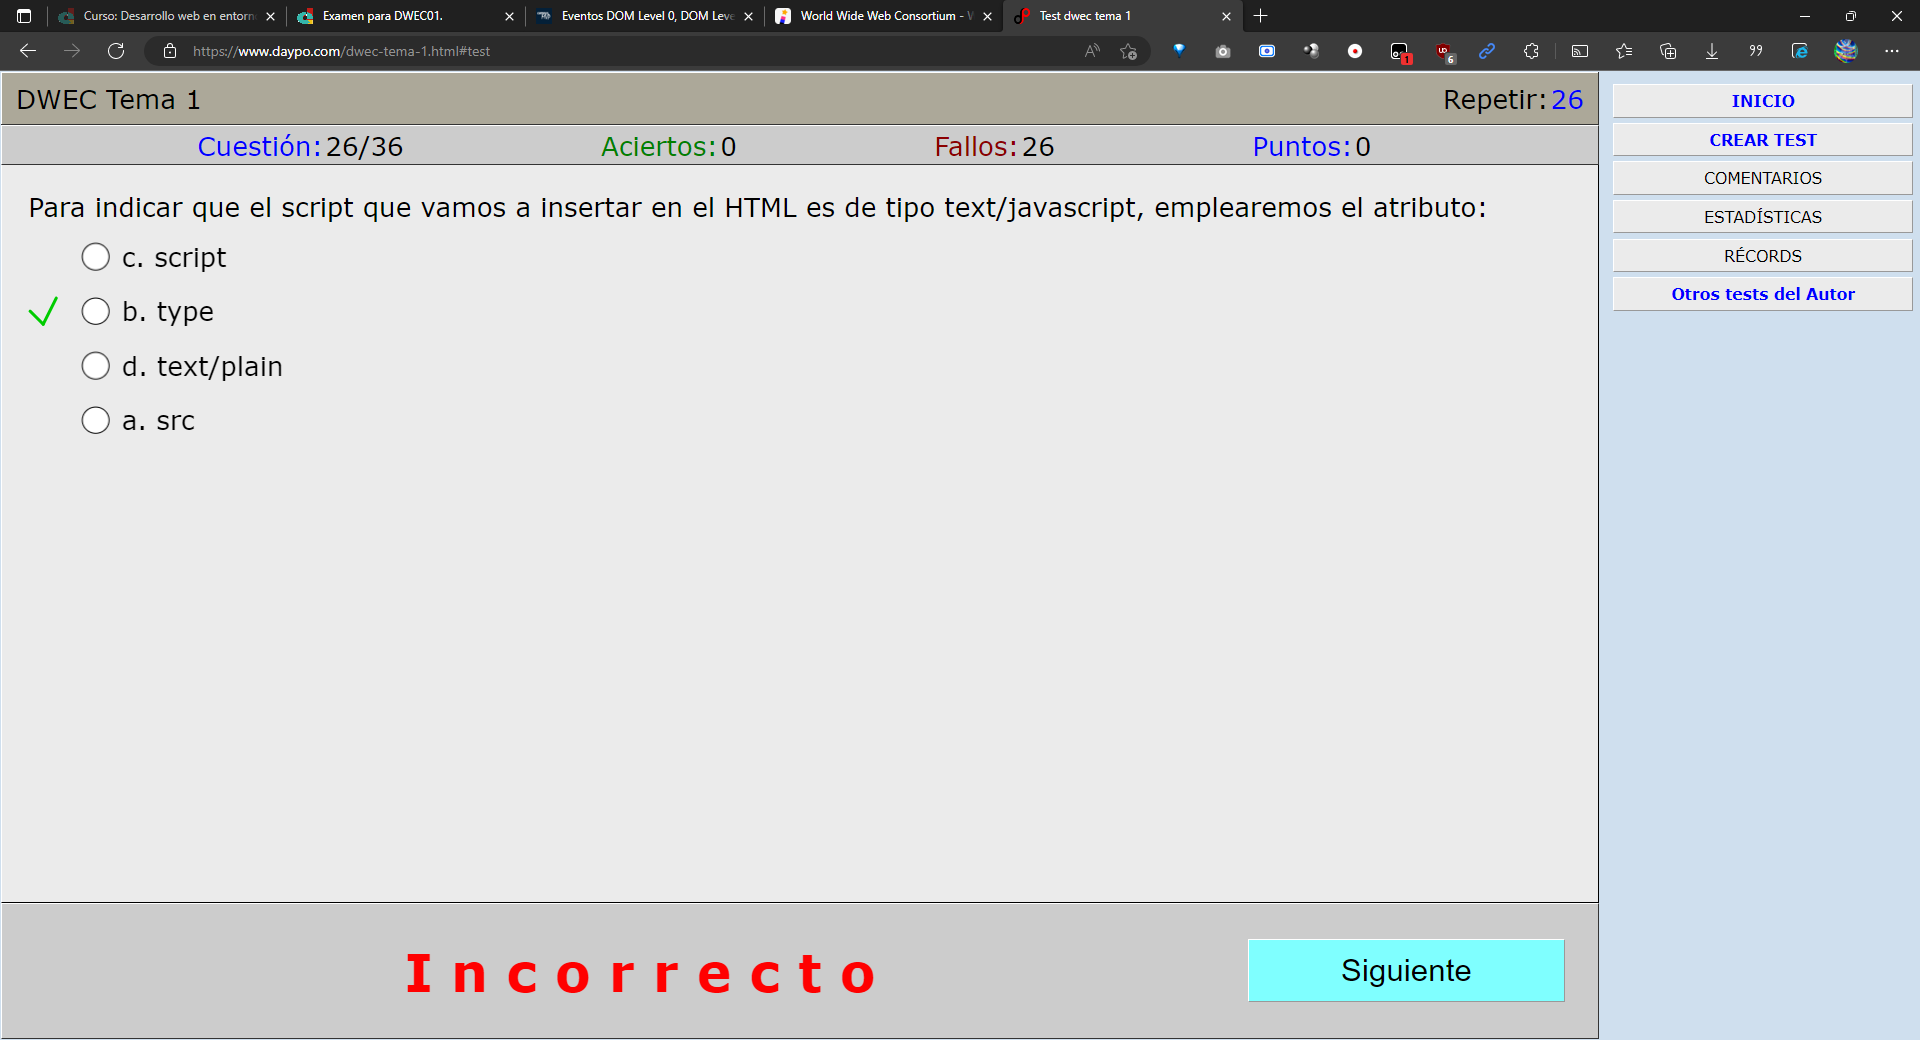 Curso: Desarrollo web en entorn
Examen para DWEC01.
Eventos DOM Level 0, DOM Leve
World Wide Web Consortium - W
Test dwec tema 1
https://www.daypo.com/dwec-tema-1.html#test
DWEC Tema 1
Repetir: 26
Cuestión: 26/36
Aciertos: 0
Fallos: 26
Puntos: 0
Para indicar que el script que vamos a insertar en el HTML es de tipo text/javascript, emplearemos el atributo:
c. script
b. type
d. text/plain
a. src
Incorrecto
Siguiente
INICIO
CREAR TEST
COMENTARIOS
ESTADÍSTICAS
RÉCORDS
Otros tests del Autor